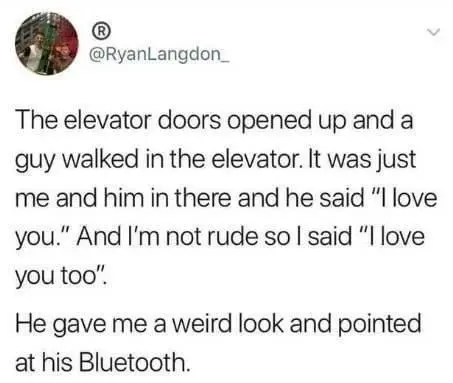 ®
@RyanLangdon_
The elevator doors opened up and a
guy walked in the elevator. It was just
me and him in there and he said "I love
you." And I'm not rude so I said "I love
you too".
He gave me a weird look and pointed
at his Bluetooth.